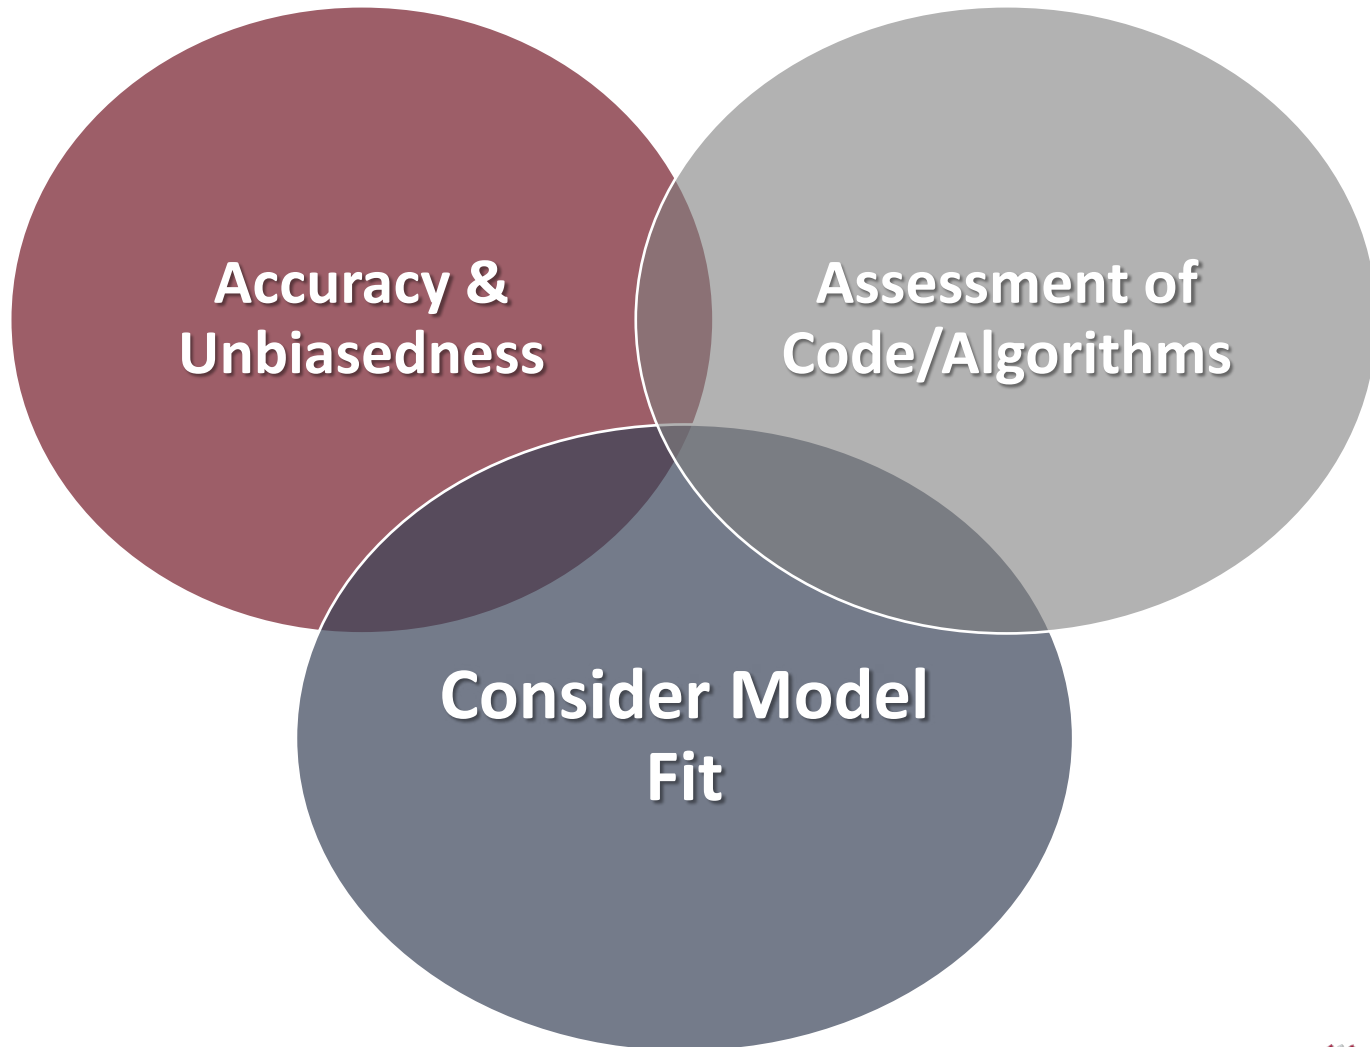 Accuracy &
Unbiasedness
Assessment of
Code/Algorithms
Consider Model
Fit